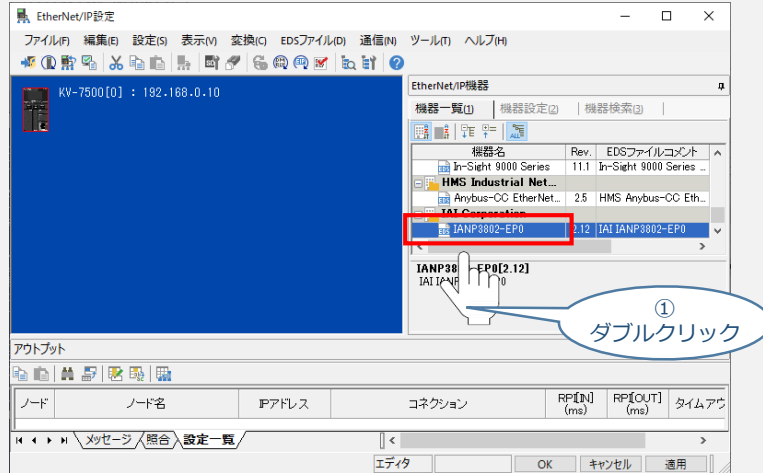 EtherNet/IP設定
ファイル(F) 編集(E) 設定(S) 表示(V) 変換(C) EDSファイル(D) 通信(N) ツール(T) ヘルプ(H)
KV-7500[0] : 192.168.0.10
EtherNet/IP機器
機器一覧(1) 機器設定(2) 機器検索(3)
機器名 Rev. EDSファイルコメント
In-Sight 9000 Series 11.1 In-Sight 9000 Series ...
HMS Industrial Net...
Anybus-CC EtherNet... 2.5 HMS Anybus-CC Eth...
IAI Corporation
IANP3802-EP0 2.12 IAI IANP3802-EP0
EP0[2.12]
①
ダブルクリック
アウトプット
ノード ノード名 IPアドレス コネクション RPI[IN] (ms) RPI[OUT] (ms) タイムアウ
メッセージ 照合 設定一覧
エディタ OK キャンセル 適用